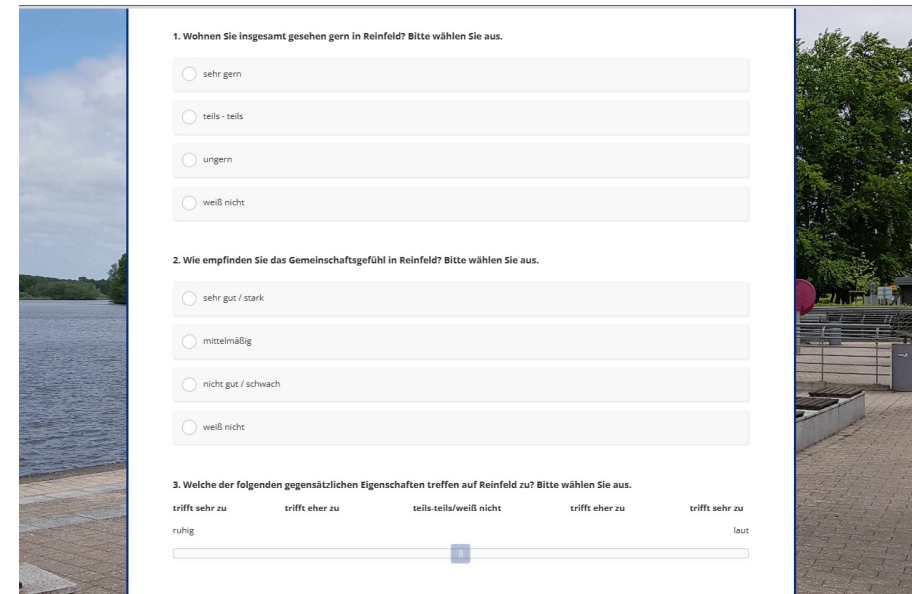 1. Wohnen Sie insgesamt gesehen gern in Reinfeld? Bitte wählen Sie aus.
sehr gern
teils - teils
ungern
weiß nicht
2. Wie empfinden Sie das Gemeinschaftsgefühl in Reinfeld? Bitte wählen Sie aus.
sehr gut / stark
mittelmäßig
nicht gut / schwach
weiß nicht
3. Welche der folgenden gegensätzlichen Eigenschaften treffen auf Reinfeld zu? Bitte wählen Sie aus.
trifft sehr zu trifft eher zu teils-teils/weiß nicht trifft eher zu trifft sehr zu
ruhig laut